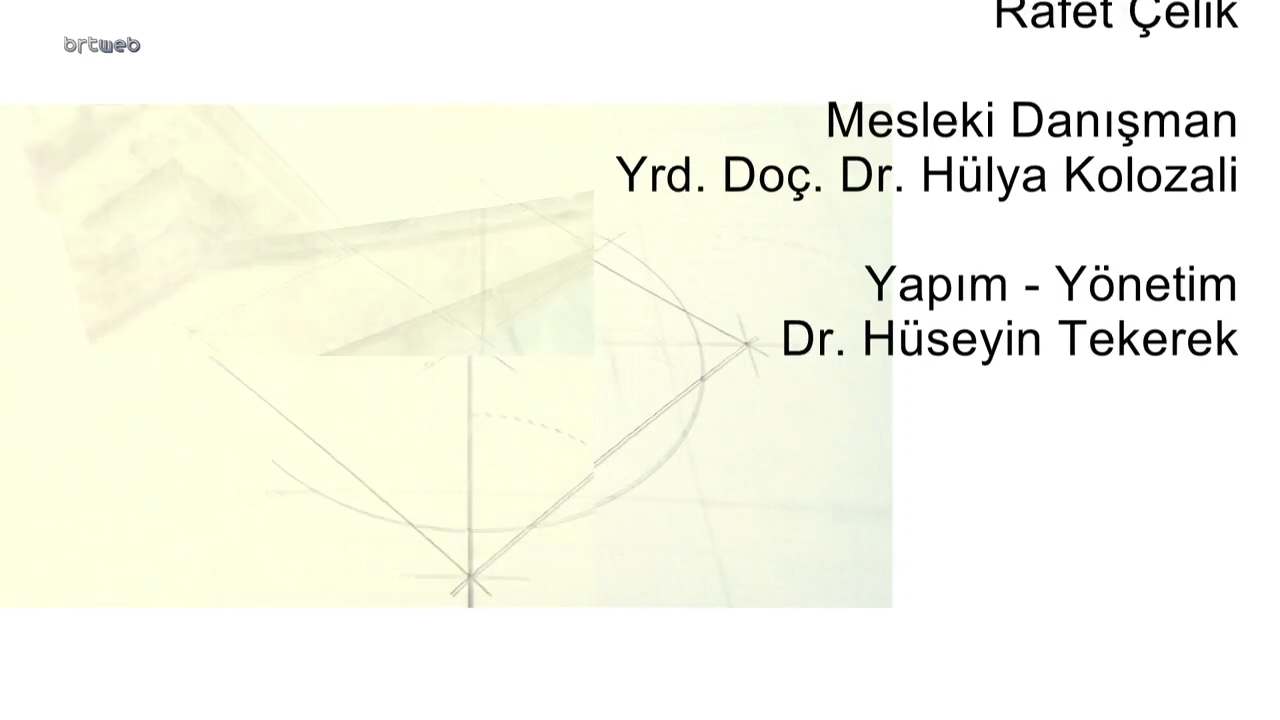 Rafet Çelik
brtweb
Mesleki Danışman
Yrd. Doç. Dr. Hülya Kolozali
Yapım - Yönetim
Dr. Hüseyin Tekerek